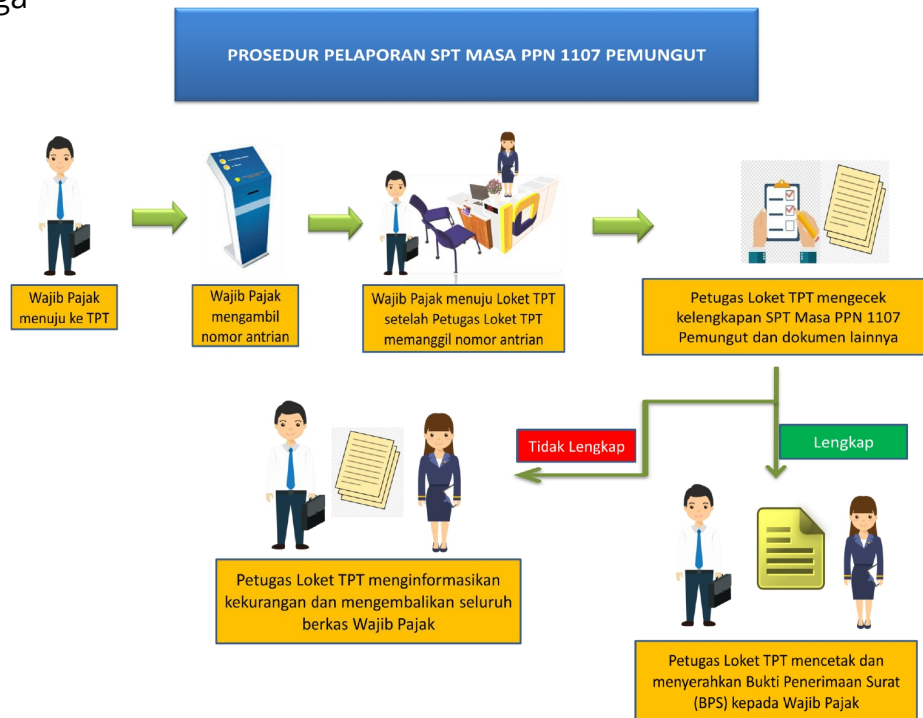 ga
PROSEDUR PELAPORAN SPT MASA PPN 1107 PEMUNGUT
Wajib Pajak
menuju ke TPT
Wajib Pajak
mengambil
nomor antrian
Wajib Pajak menuju Loket TPT
setelah Petugas Loket TPT
memanggil nomor antrian
Petugas Loket TPT mengecek
kelengkapan SPT Masa PPN 1107
Pemungut dan dokumen lainnya
Tidak Lengkap
Lengkap
Petugas Loket TPT menginformasikan
kekurangan dan mengembalikan seluruh
berkas Wajib Pajak
Petugas Loket TPT mencetak dan
menyerahkan Bukti Penerimaan Surat
(BPS) kepada Wajib Pajak